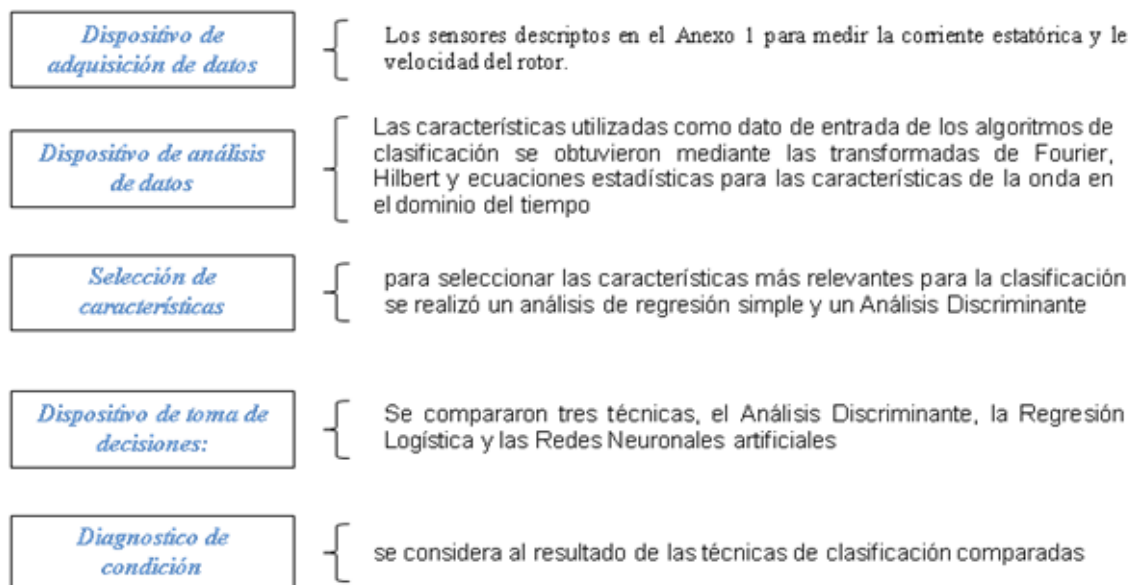 Dispositivo de
adquisición de datos
Los sensores descriptos en el Anexo 1 para medir la corriente estatórica y le
velocidad del rotor.
Dispositivo de análisis
de datos
Las características utilizadas como dato de entrada de los algoritmos de
clasificación se obtuvieron mediante las transformadas de Fourier,
Hilbert y ecuaciones estadísticas para las características de la onda en
el dominio del tiempo
Selección de
características
para seleccionar las características más relevantes para la clasificación
se realizó un análisis de regresión simple y un Análisis Discriminante
Dispositivo de toma de
decisiones:
Se compararon tres técnicas, el Análisis Discriminante, la Regresión
Logística y las Redes Neuronales artificiales
Diagnostico de
condición
se considera al resultado de las técnicas de clasificación comparadas